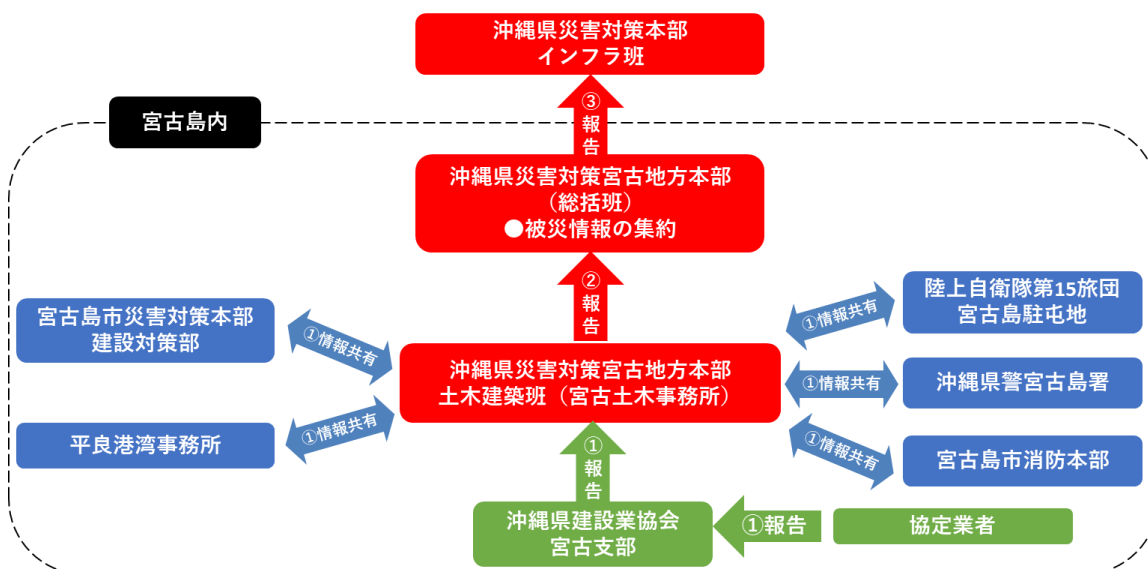 沖縄県災害対策本部
インフラ班
③報告
宮古島内
沖縄県災害対策宮古地方本部
（総括班）
●被災情報の集約
②報告
宮古島市災害対策本部
建設対策部
①情報共有
陸上自衛隊第15旅団
宮古島駐屯地
①情報共有
沖縄県災害対策宮古地方本部
土木建築班（宮古土木事務所）
①情報共有
沖縄県警宮古島署
平良港湾事務所
①情報共有
①情報共有
宮古島市消防本部
①報告
沖縄県建設業協会
宮古支部
①報告
協定業者